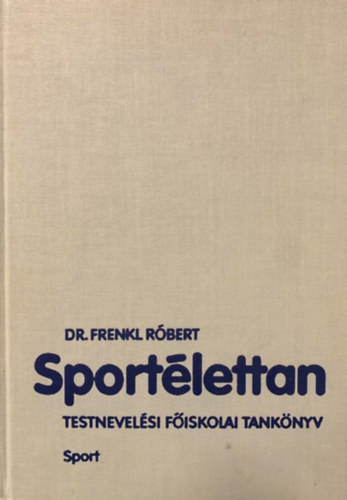 DR. FRENKL RÓBERT
Sportélettan
TESTNEVELÉSI FŐISKOLAI TANKÖNYV
Sport